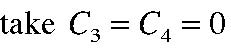 take C₃ = C₄ = 0